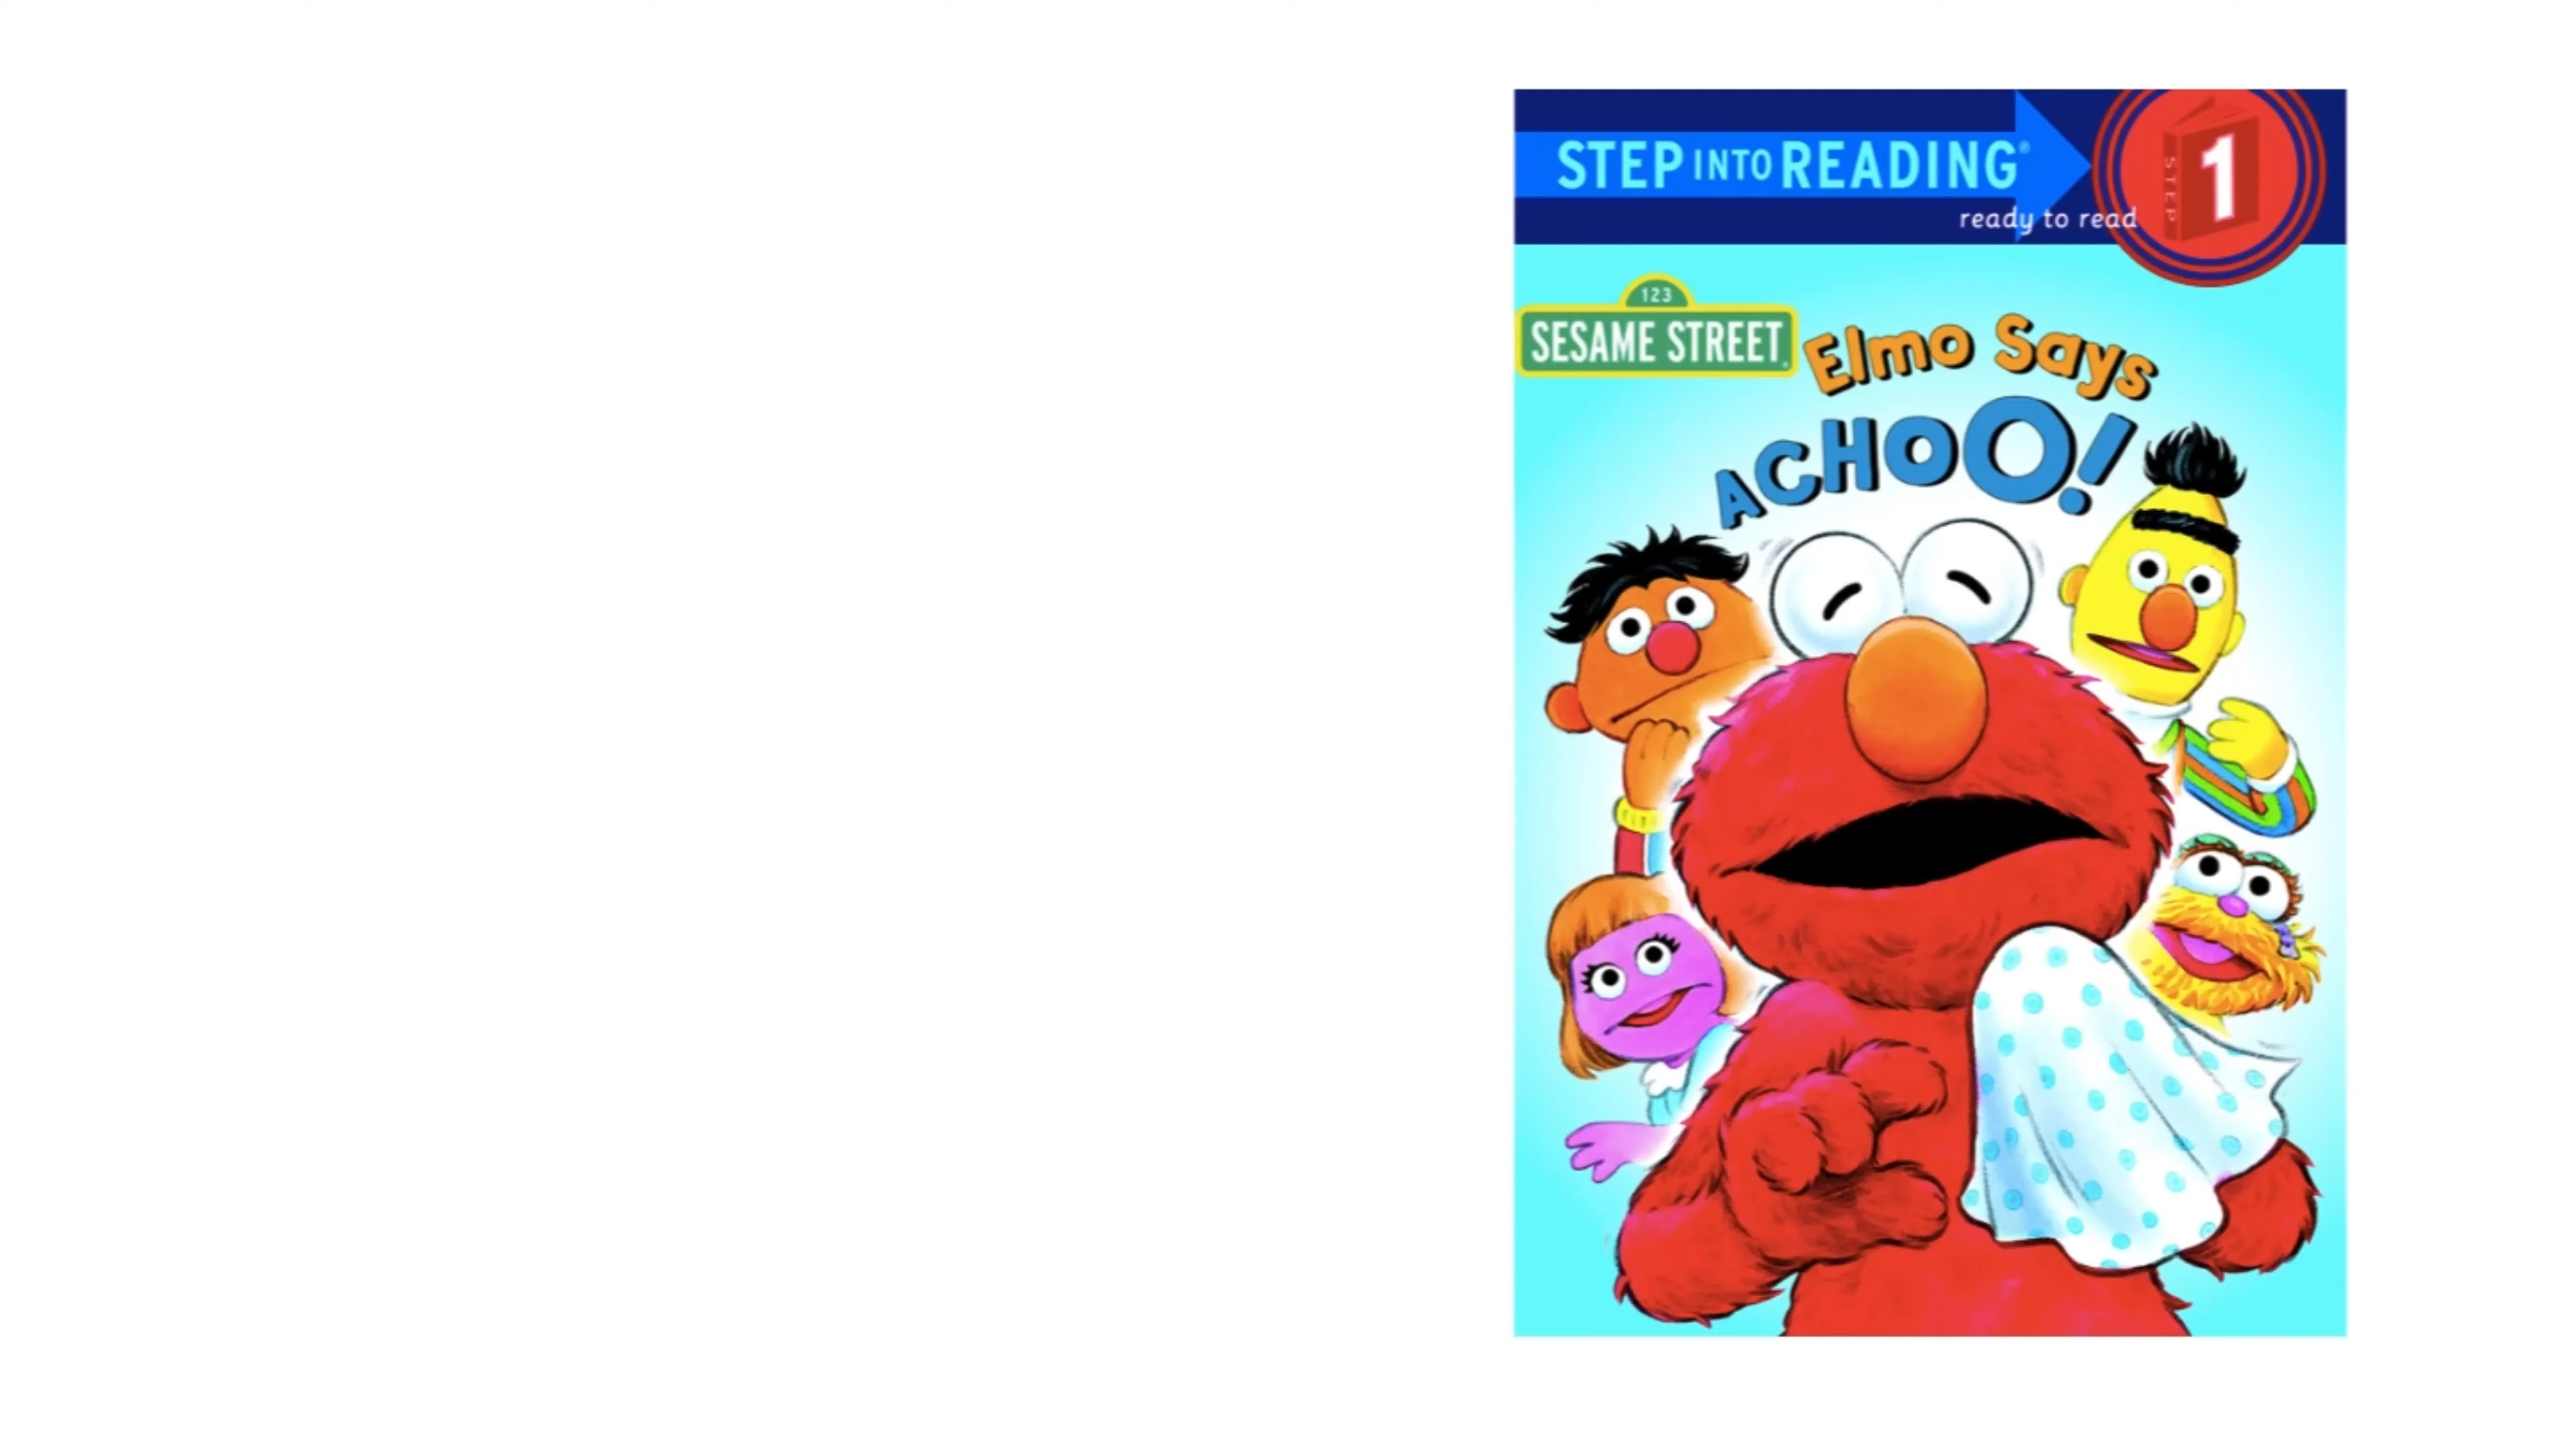 STEP INTO READING®
STEP 1
ready to read
123
SESAME STREET
Elmo Says
ACHOO!